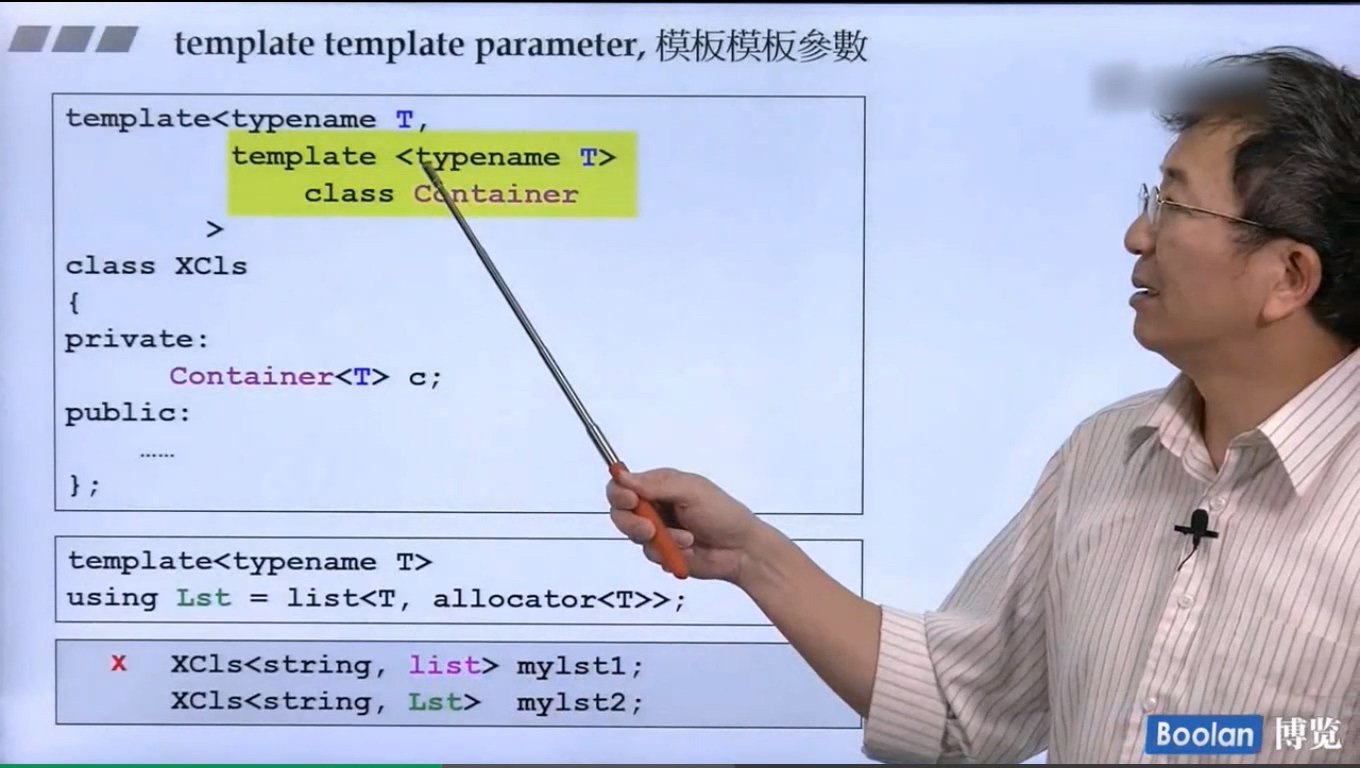 template template parameter, 模板模板參數
template<typename T,
template <typename T>
class Container
>
class XCls
{
private:
Container<T> c;
public:
……
};
template<typename T>
using Lst = list<T, allocator<T>>;
X XCls<string, list> mylst1;
XCls<string, Lst> mylst2;
Boolan 博览